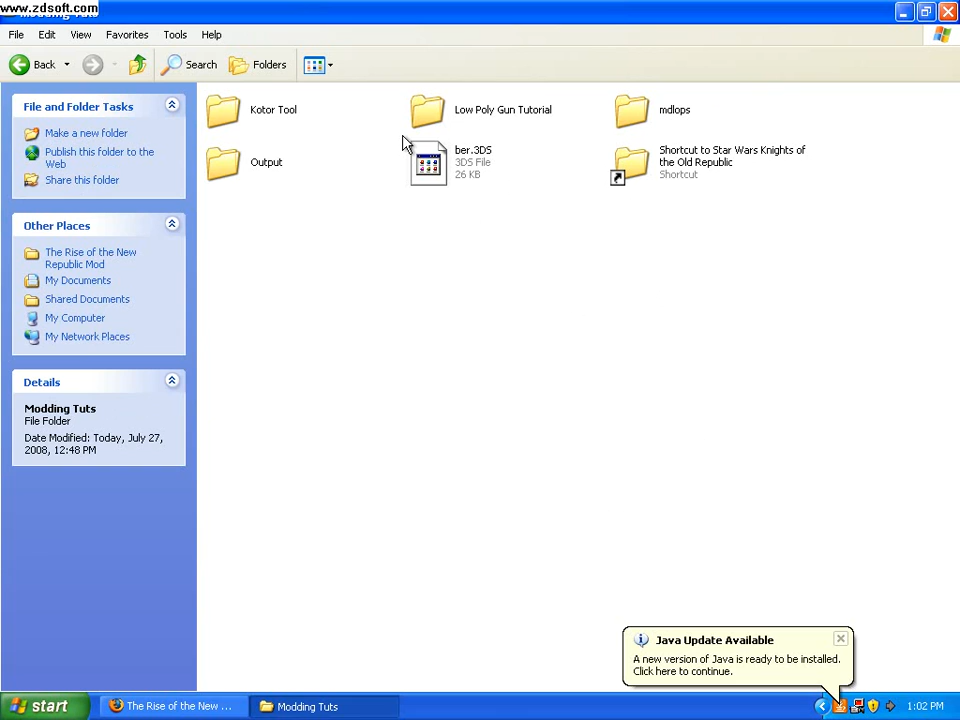 www.zdsoft.com
Modding Tuts
File Edit View Favorites Tools Help
Back Search Folders
File and Folder Tasks
Make a new folder
Publish this folder to the
Web
Share this folder
Other Places
The Rise of the New
Republic Mod
My Documents
Shared Documents
My Computer
My Network Places
Details
Modding Tuts
File Folder
Date Modified: Today, July 27,
2008, 12:48 PM
Kotor Tool
Low Poly Gun Tutorial
mdlops
Output
ber.3DS
3DS File
26 KB
Shortcut to Star Wars Knights of
the Old Republic
Shortcut
Java Update Available
A new version of Java is ready to be installed.
Click here to continue.
start
The Rise of the New ...
Modding Tuts
1:02 PM